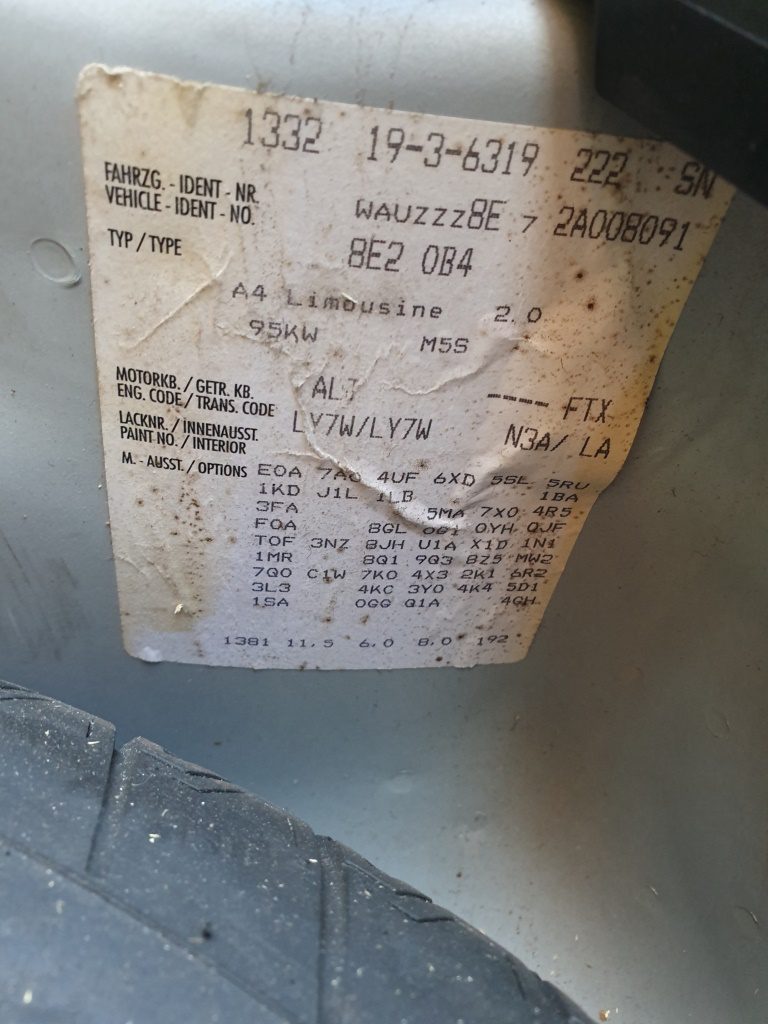 1332 19-3-6319 222 SN
FAHRZG. - IDENT - NR.
VEHICLE - IDENT - NO. WAUZZZ8E 7 2A008091
TYP / TYPE 8E2 0B4
A4 Limousine 2.0
95KW M5S
MOTORKB. / GETR. KB.
ENG. CODE / TRANS. CODE ALT ---- FTX
LACKNR. / INNENAUSST.
PAINT NO. / INTERIOR LY7W/LY7W N3A/ LA
M. - AUSST. / OPTIONS E0A 4UF 6XD 5SL 5RU
1KD J1L 1LB 1BA
3FA 5MA 7X0 4R5
F0A 8GL 0YH 0JF
T0F 3NZ 8JH U1A X1D 1N1
1MR 8Q1 9Q3 8Z5 MW2
7Q0 C1W 7K0 4X3 2K1 6R2
3L3 4KC 3Y0 4K4 5D1
1SA 0GG Q1A 4GH
1381 11.5 6.0 8.0 192